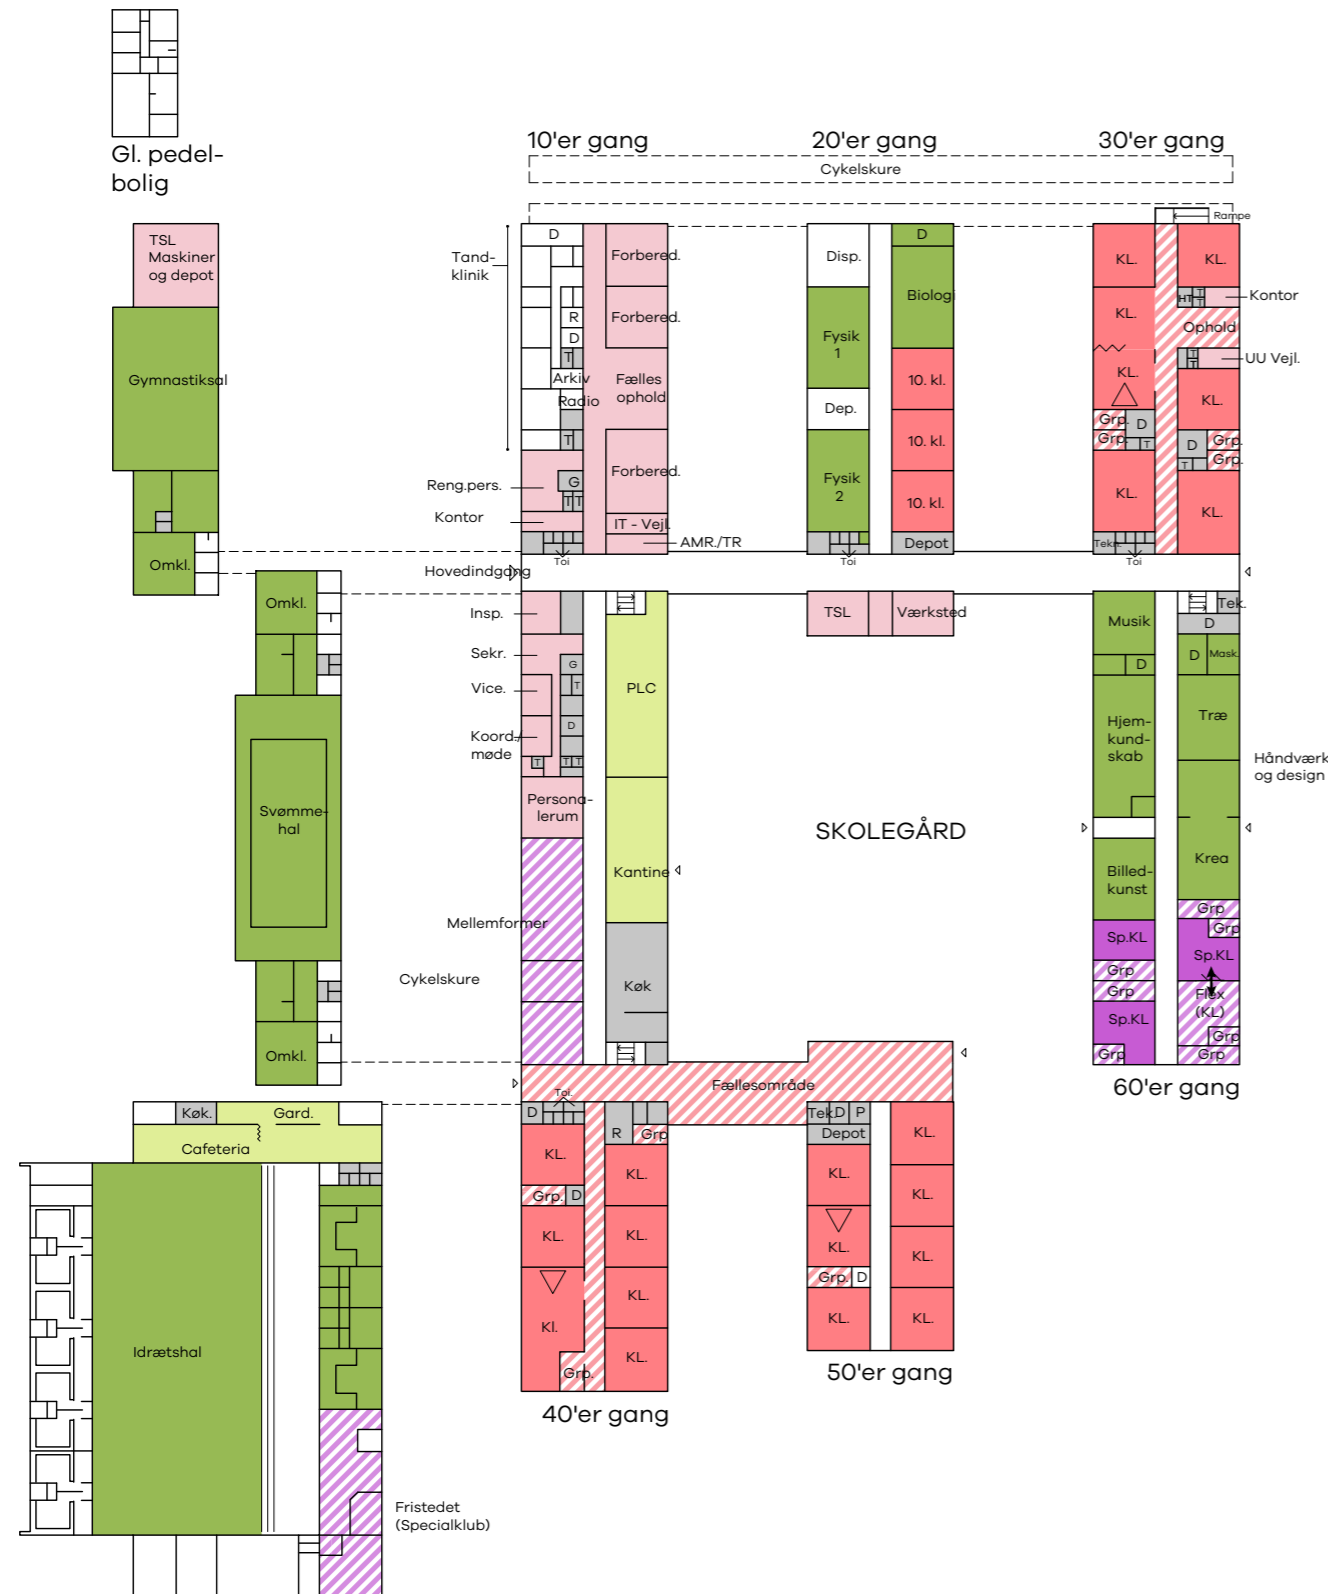 Gl. pedel-
bolig
10'er gang
20'er gang
30'er gang
Cykelskure
Rampe
TSL
Maskiner
og depot
Gymnastiksal
Omkl.
Tand-
klinik
D
R
D
T
Arkiv
Radio
T
Reng.pers.
G
T
T
Kontor
Toi
Forbered.
Forbered.
Fælles
ophold
Forbered.
IT - Vejl.
AMR./TR
Disp.
Fysik
1
Dep.
Fysik
2
Toi
D
Biologi
10. kl.
10. kl.
10. kl.
Depot
KL.
KL.
KL.
Grp.
D
Grp.
T
KL.
Tekn.
Toi
KL.
HT
T
T
Kontor
Ophold
T
T
UU Vejl.
KL.
D
Grp.
T
Grp.
KL.
Hovedindgang
Omkl.
Svømme-
hal
Omkl.
Insp.
Sekr.
G
T
Vice.
D
Koord./
møde
T
T
T
Persona-
lerum
Mellemformer
Cykelskure
PLC
Kantine
Køk
TSL
Værksted
SKOLEGÅRD
Musik
D
Hjem-
kund-
skab
Billed-
kunst
Sp.KL
Grp
Grp
Sp.KL
Grp
Tek.
D
D
Mask.
Træ
Håndværk
og design
Krea
Grp
Grp
Sp.KL
Flex
(KL)
Grp
Grp
60'er gang
Fællesområde
Køk.
Gard.
Cafeteria
Idrætshal
Fristedet
(Specialklub)
D
Toi.
KL.
Grp.
D
KL.
Kl.
Grp.
R
Grp
KL.
KL.
KL.
KL.
40'er gang
Tek.
D
P
Depot
KL.
KL.
Grp.
D
KL.
KL.
KL.
KL.
KL.
50'er gang